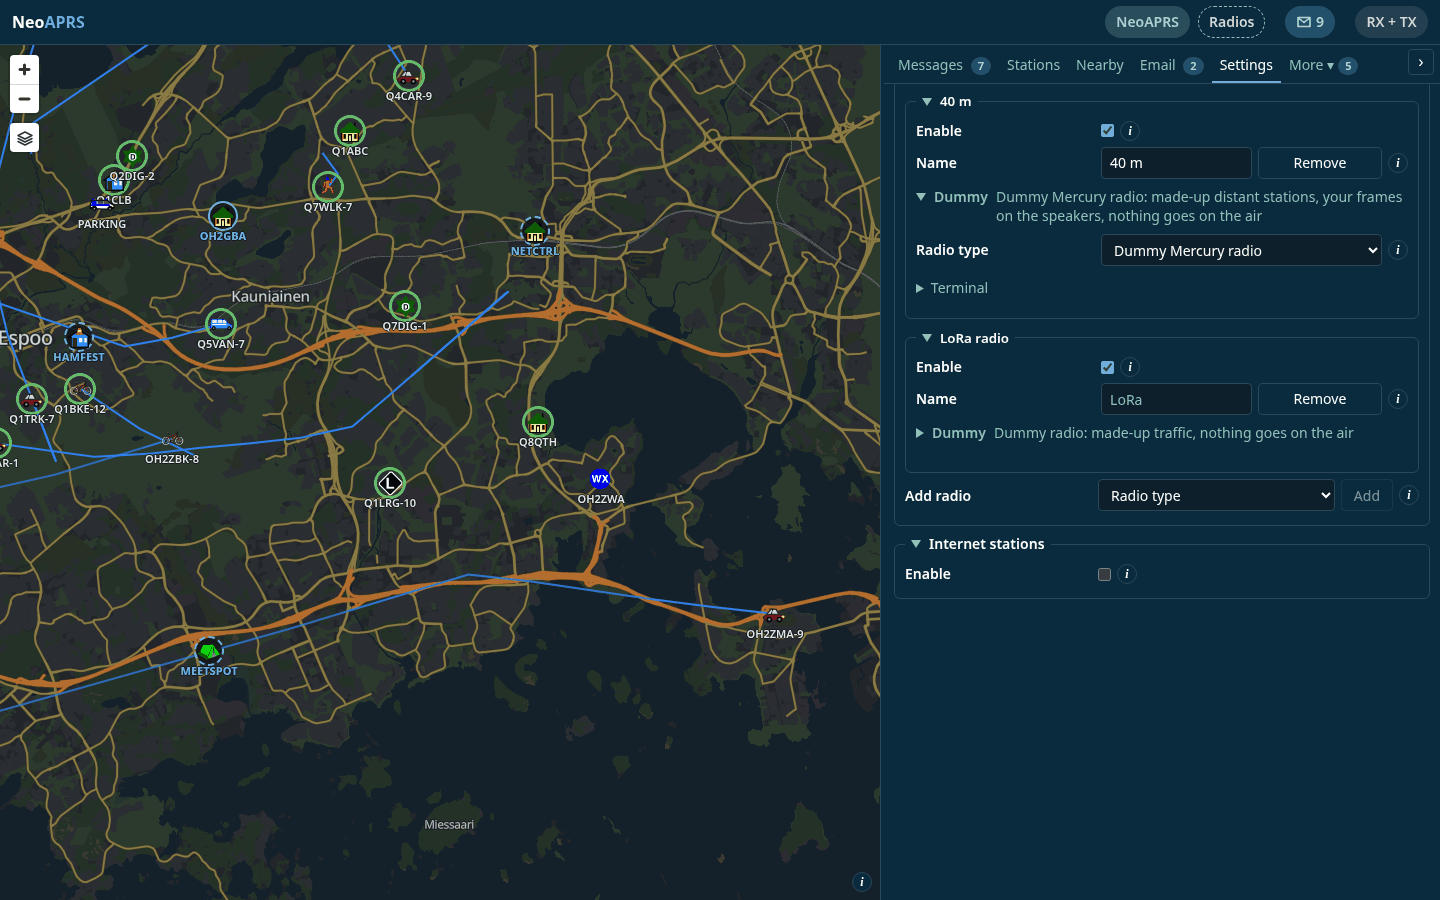 NeoAPRS
NeoAPRS
Radios
9
RX + TX
Messages 7
Stations
Nearby
Email 2
Settings
More ▾ 5
›
+
−
Q4CAR-9
Q1ABC
D
Q2DIG-2
Q1CLB
PARKING
Q7WLK-7
OH2GBA
NETCTRL
Kauniainen
D
Q7DIG-1
Q5VAN-7
Espoo
HAMFEST
Q1BKE-12
Q1TRK-7
Q8QTH
AR-1
OH2ZBK-8
L
Q1LRG-10
WX
OH2ZWA
OH2ZMA-9
MEETSPOT
Miessaari
i
40 m
Enable
i
Name
40 m
Remove
i
Dummy
Dummy Mercury radio: made-up distant stations, your frames
on the speakers, nothing goes on the air
Radio type
Dummy Mercury radio
i
Terminal
LoRa radio
Enable
i
Name
LoRa
Remove
i
Dummy
Dummy radio: made-up traffic, nothing goes on the air
Add radio
Radio type
Add
i
Internet stations
Enable
i